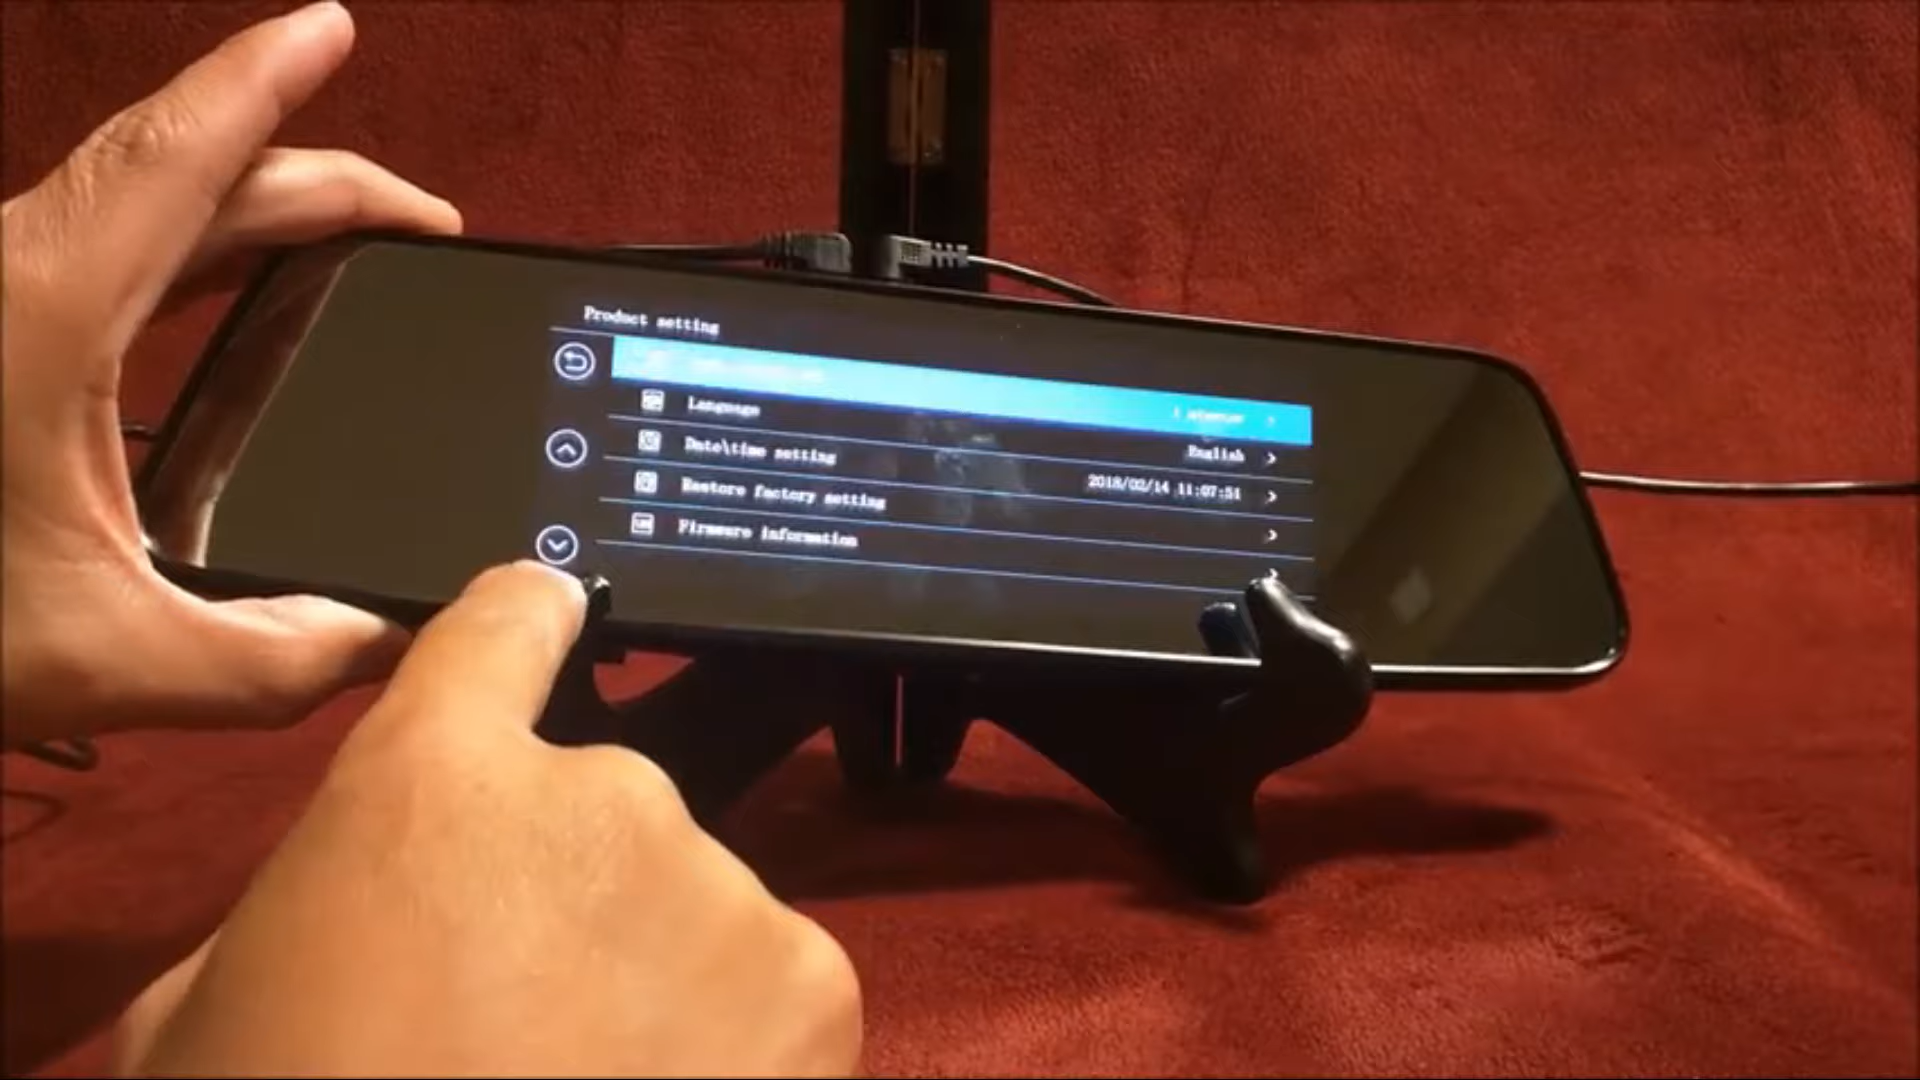 Product setting
Language English
Date\time setting 2018/02/14 11:07:51
Restore factory setting
Firmware information